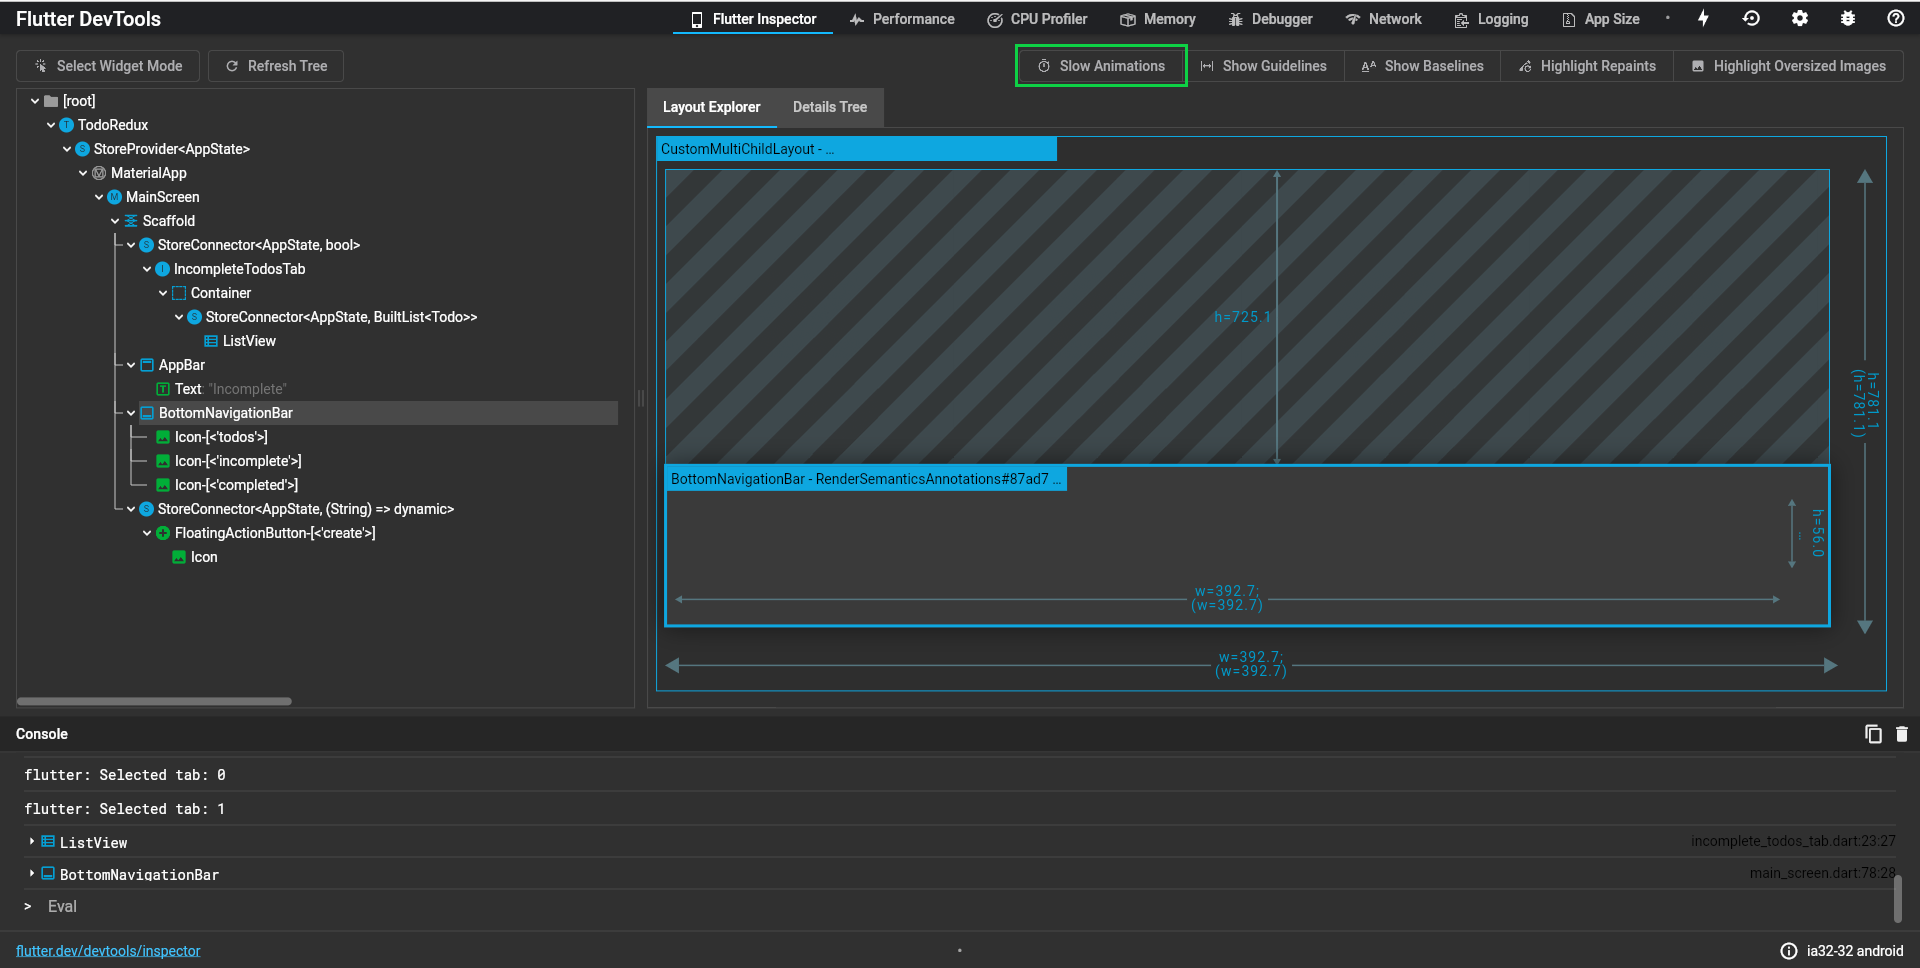 Flutter DevTools
Flutter Inspector
Performance
CPU Profiler
Memory
Debugger
Network
Logging
App Size
Select Widget Mode
Refresh Tree
Slow Animations
Show Guidelines
Show Baselines
Highlight Repaints
Highlight Oversized Images
[root]
TodoRedux
StoreProvider<AppState>
MaterialApp
MainScreen
Scaffold
StoreConnector<AppState, bool>
IncompleteTodosTab
Container
StoreConnector<AppState, BuiltList<Todo>>
ListView
AppBar
Text: "Incomplete"
BottomNavigationBar
Icon-[<'todos'>]
Icon-[<'incomplete'>]
Icon-[<'completed'>]
StoreConnector<AppState, (String) => dynamic>
FloatingActionButton-[<'create'>]
Icon
Layout Explorer
Details Tree
CustomMultiChildLayout - ...
h=725.1
h=781.1
(h=781.1)
BottomNavigationBar - RenderSemanticsAnnotations#87ad7 ...
h=56.0
w=392.7;
(w=392.7)
w=392.7;
(w=392.7)
Console
flutter: Selected tab: 0
flutter: Selected tab: 1
ListView
incomplete_todos_tab.dart:23:27
BottomNavigationBar
main_screen.dart:78:28
> Eval
flutter.dev/devtools/inspector
ia32-32 android